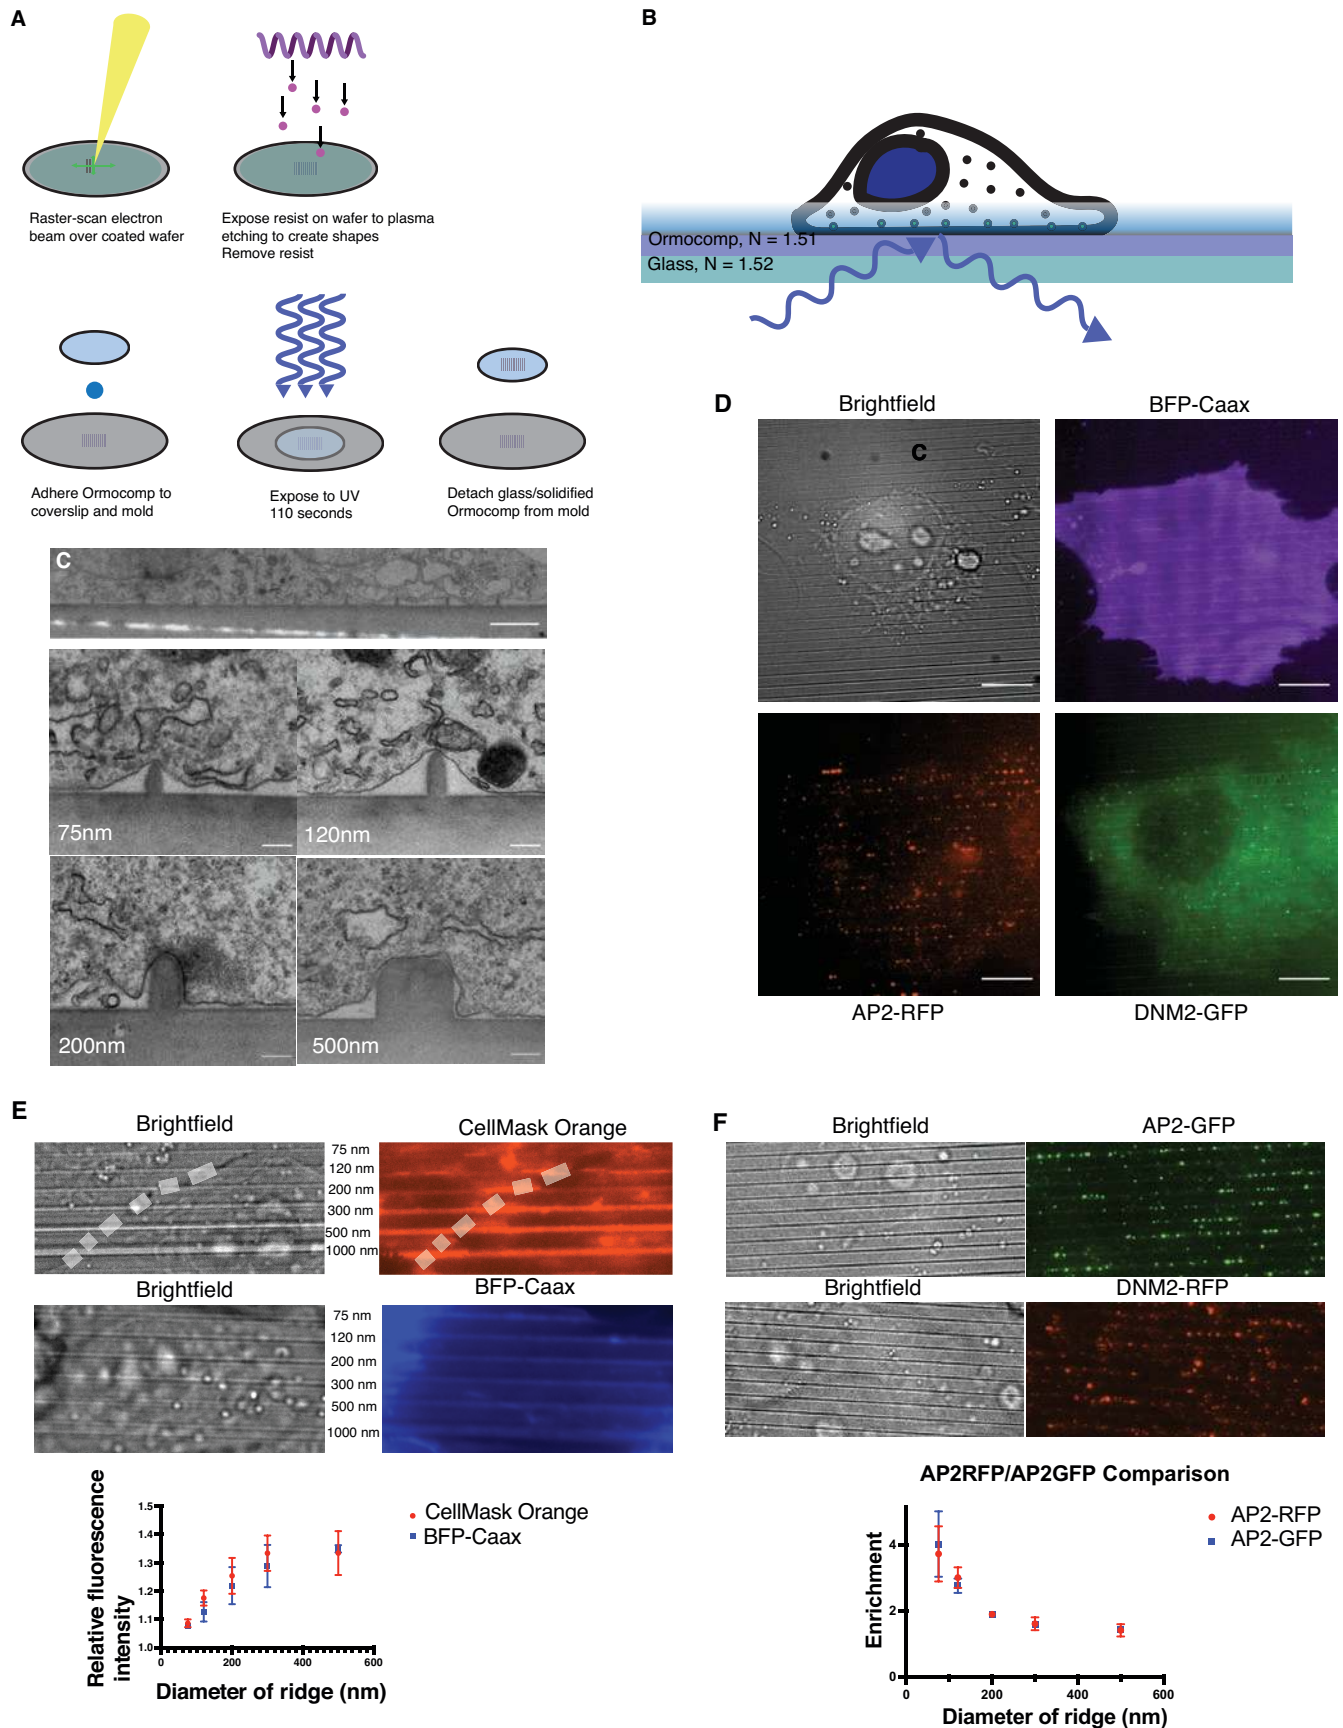 A
Raster-scan electron
beam over coated wafer
Expose resist on wafer to plasma
etching to create shapes
Remove resist
Adhere Ormocomp to
coverslip and mold
Expose to UV
110 seconds
Detach glass/solidified
Ormocomp from mold
B
Ormocomp, N = 1.51
Glass, N = 1.52
C
75nm
120nm
200nm
500nm
D
Brightfield
BFP-Caax
c
AP2-RFP
DNM2-GFP
E
Brightfield
CellMask Orange
75 nm
120 nm
200 nm
300 nm
500 nm
1000 nm
Brightfield
BFP-Caax
75 nm
120 nm
200 nm
300 nm
500 nm
1000 nm
Relative fluorescence
intensity
1.5
1.4
1.3
1.2
1.1
1.0
0
200
400
600
Diameter of ridge (nm)
CellMask Orange
BFP-Caax
F
Brightfield
AP2-GFP
Brightfield
DNM2-RFP
AP2RFP/AP2GFP Comparison
Enrichment
4
2
0
0
200
400
600
Diameter of ridge (nm)
AP2-RFP
AP2-GFP